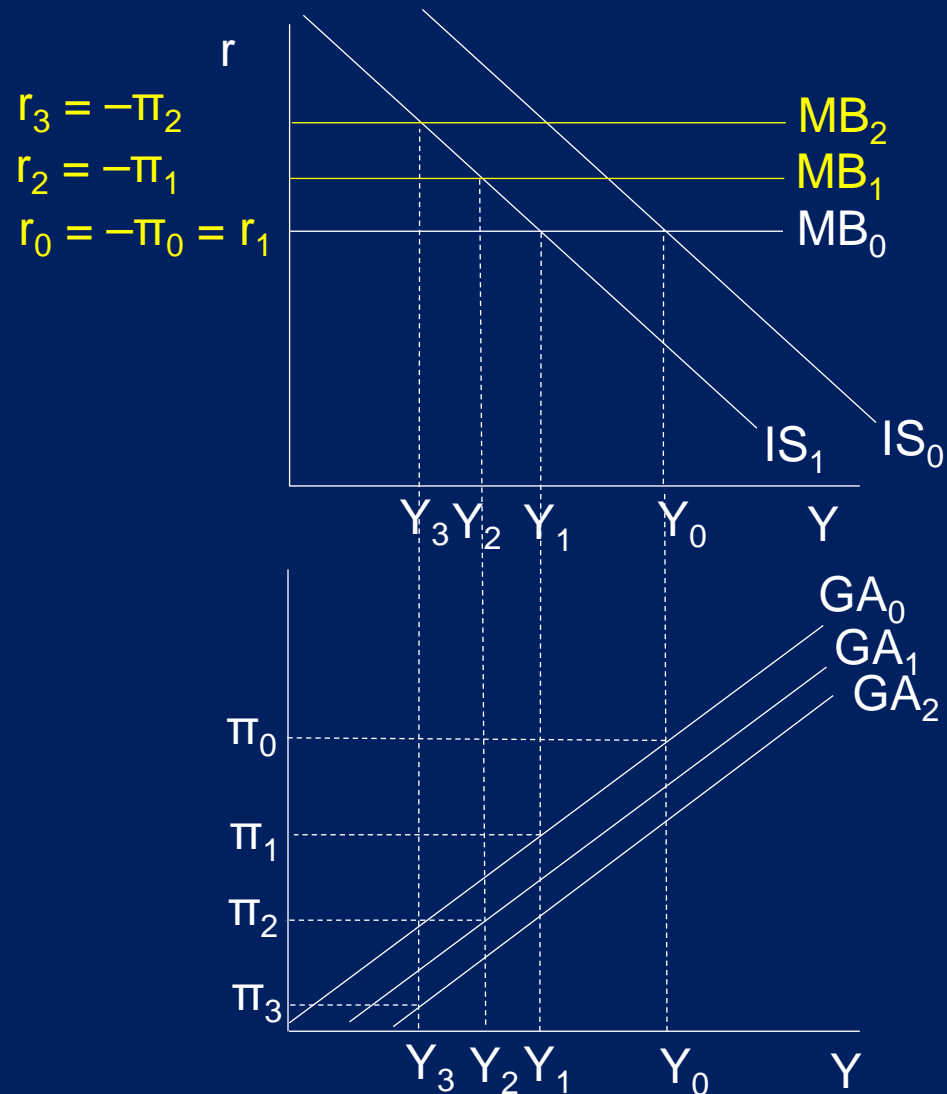 r
r₃ = −π₂
MB₂
r₂ = −π₁
MB₁
r₀ = −π₀ = r₁
MB₀
IS₁
IS₀
Y₃ Y₂ Y₁ Y₀ Y
GA₀
GA₁
GA₂
π₀
π₁
π₂
π₃
Y₃ Y₂ Y₁ Y₀ Y